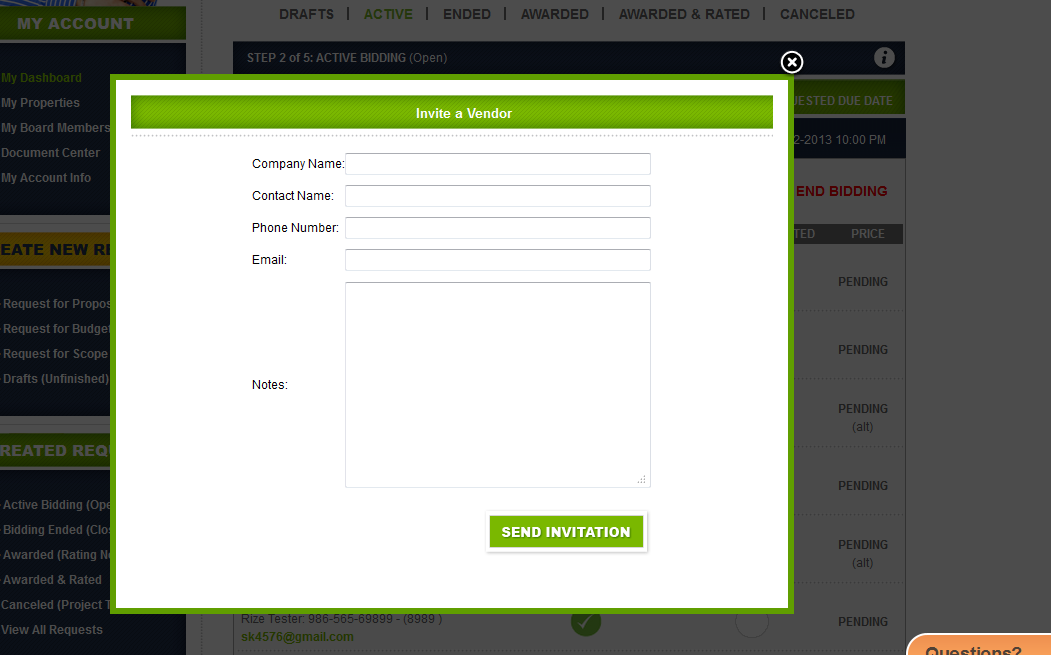 MY ACCOUNT
My Dashboard
My Properties
My Board Members
Document Center
My Account Info
EATE NEW RE
Request for Propos
Request for Budget
Request for Scope
Drafts (Unfinished)
REATED REQ
Active Bidding (Ope
Bidding Ended (Clos
Awarded (Rating Ne
Awarded & Rated
Canceled (Project T
View All Requests
DRAFTS | ACTIVE | ENDED | AWARDED | AWARDED & RATED | CANCELED
STEP 2 of 5: ACTIVE BIDDING (Open)
i
UESTED DUE DATE
2-2013 10:00 PM
END BIDDING
TED PRICE
PENDING
PENDING
PENDING
(alt)
PENDING
PENDING
(alt)
PENDING
Invite a Vendor
Company Name:
Contact Name:
Phone Number:
Email:
Notes:
SEND INVITATION
Rize Tester: 986-565-69899 - (8989 )
sk4576@gmail.com
Questions?